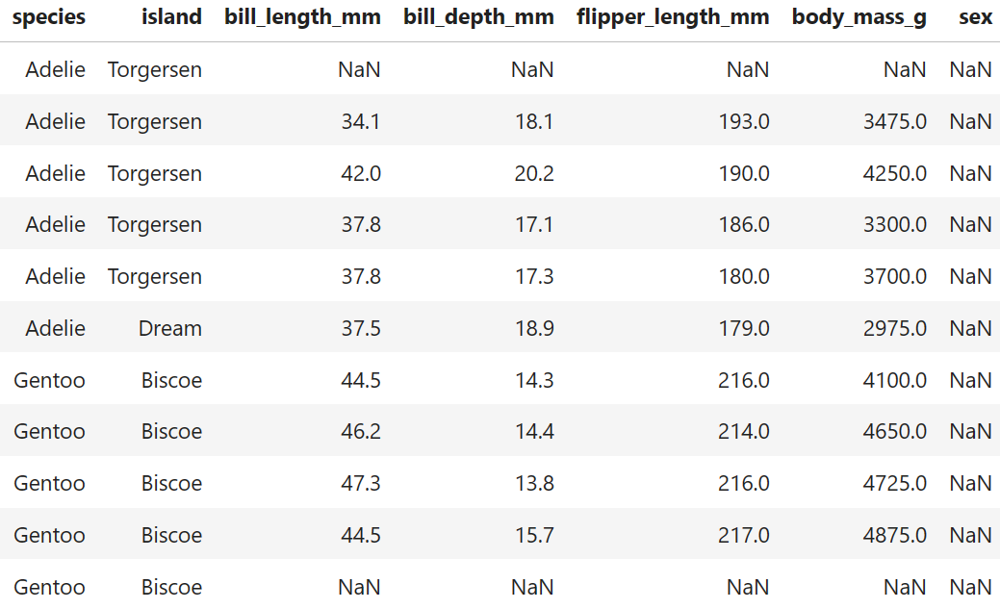 species island bill_length_mm bill_depth_mm flipper_length_mm body_mass_g sex
Adelie Torgersen NaN NaN NaN NaN NaN
Adelie Torgersen 34.1 18.1 193.0 3475.0 NaN
Adelie Torgersen 42.0 20.2 190.0 4250.0 NaN
Adelie Torgersen 37.8 17.1 186.0 3300.0 NaN
Adelie Torgersen 37.8 17.3 180.0 3700.0 NaN
Adelie Dream 37.5 18.9 179.0 2975.0 NaN
Gentoo Biscoe 44.5 14.3 216.0 4100.0 NaN
Gentoo Biscoe 46.2 14.4 214.0 4650.0 NaN
Gentoo Biscoe 47.3 13.8 216.0 4725.0 NaN
Gentoo Biscoe 44.5 15.7 217.0 4875.0 NaN
Gentoo Biscoe NaN NaN NaN NaN NaN